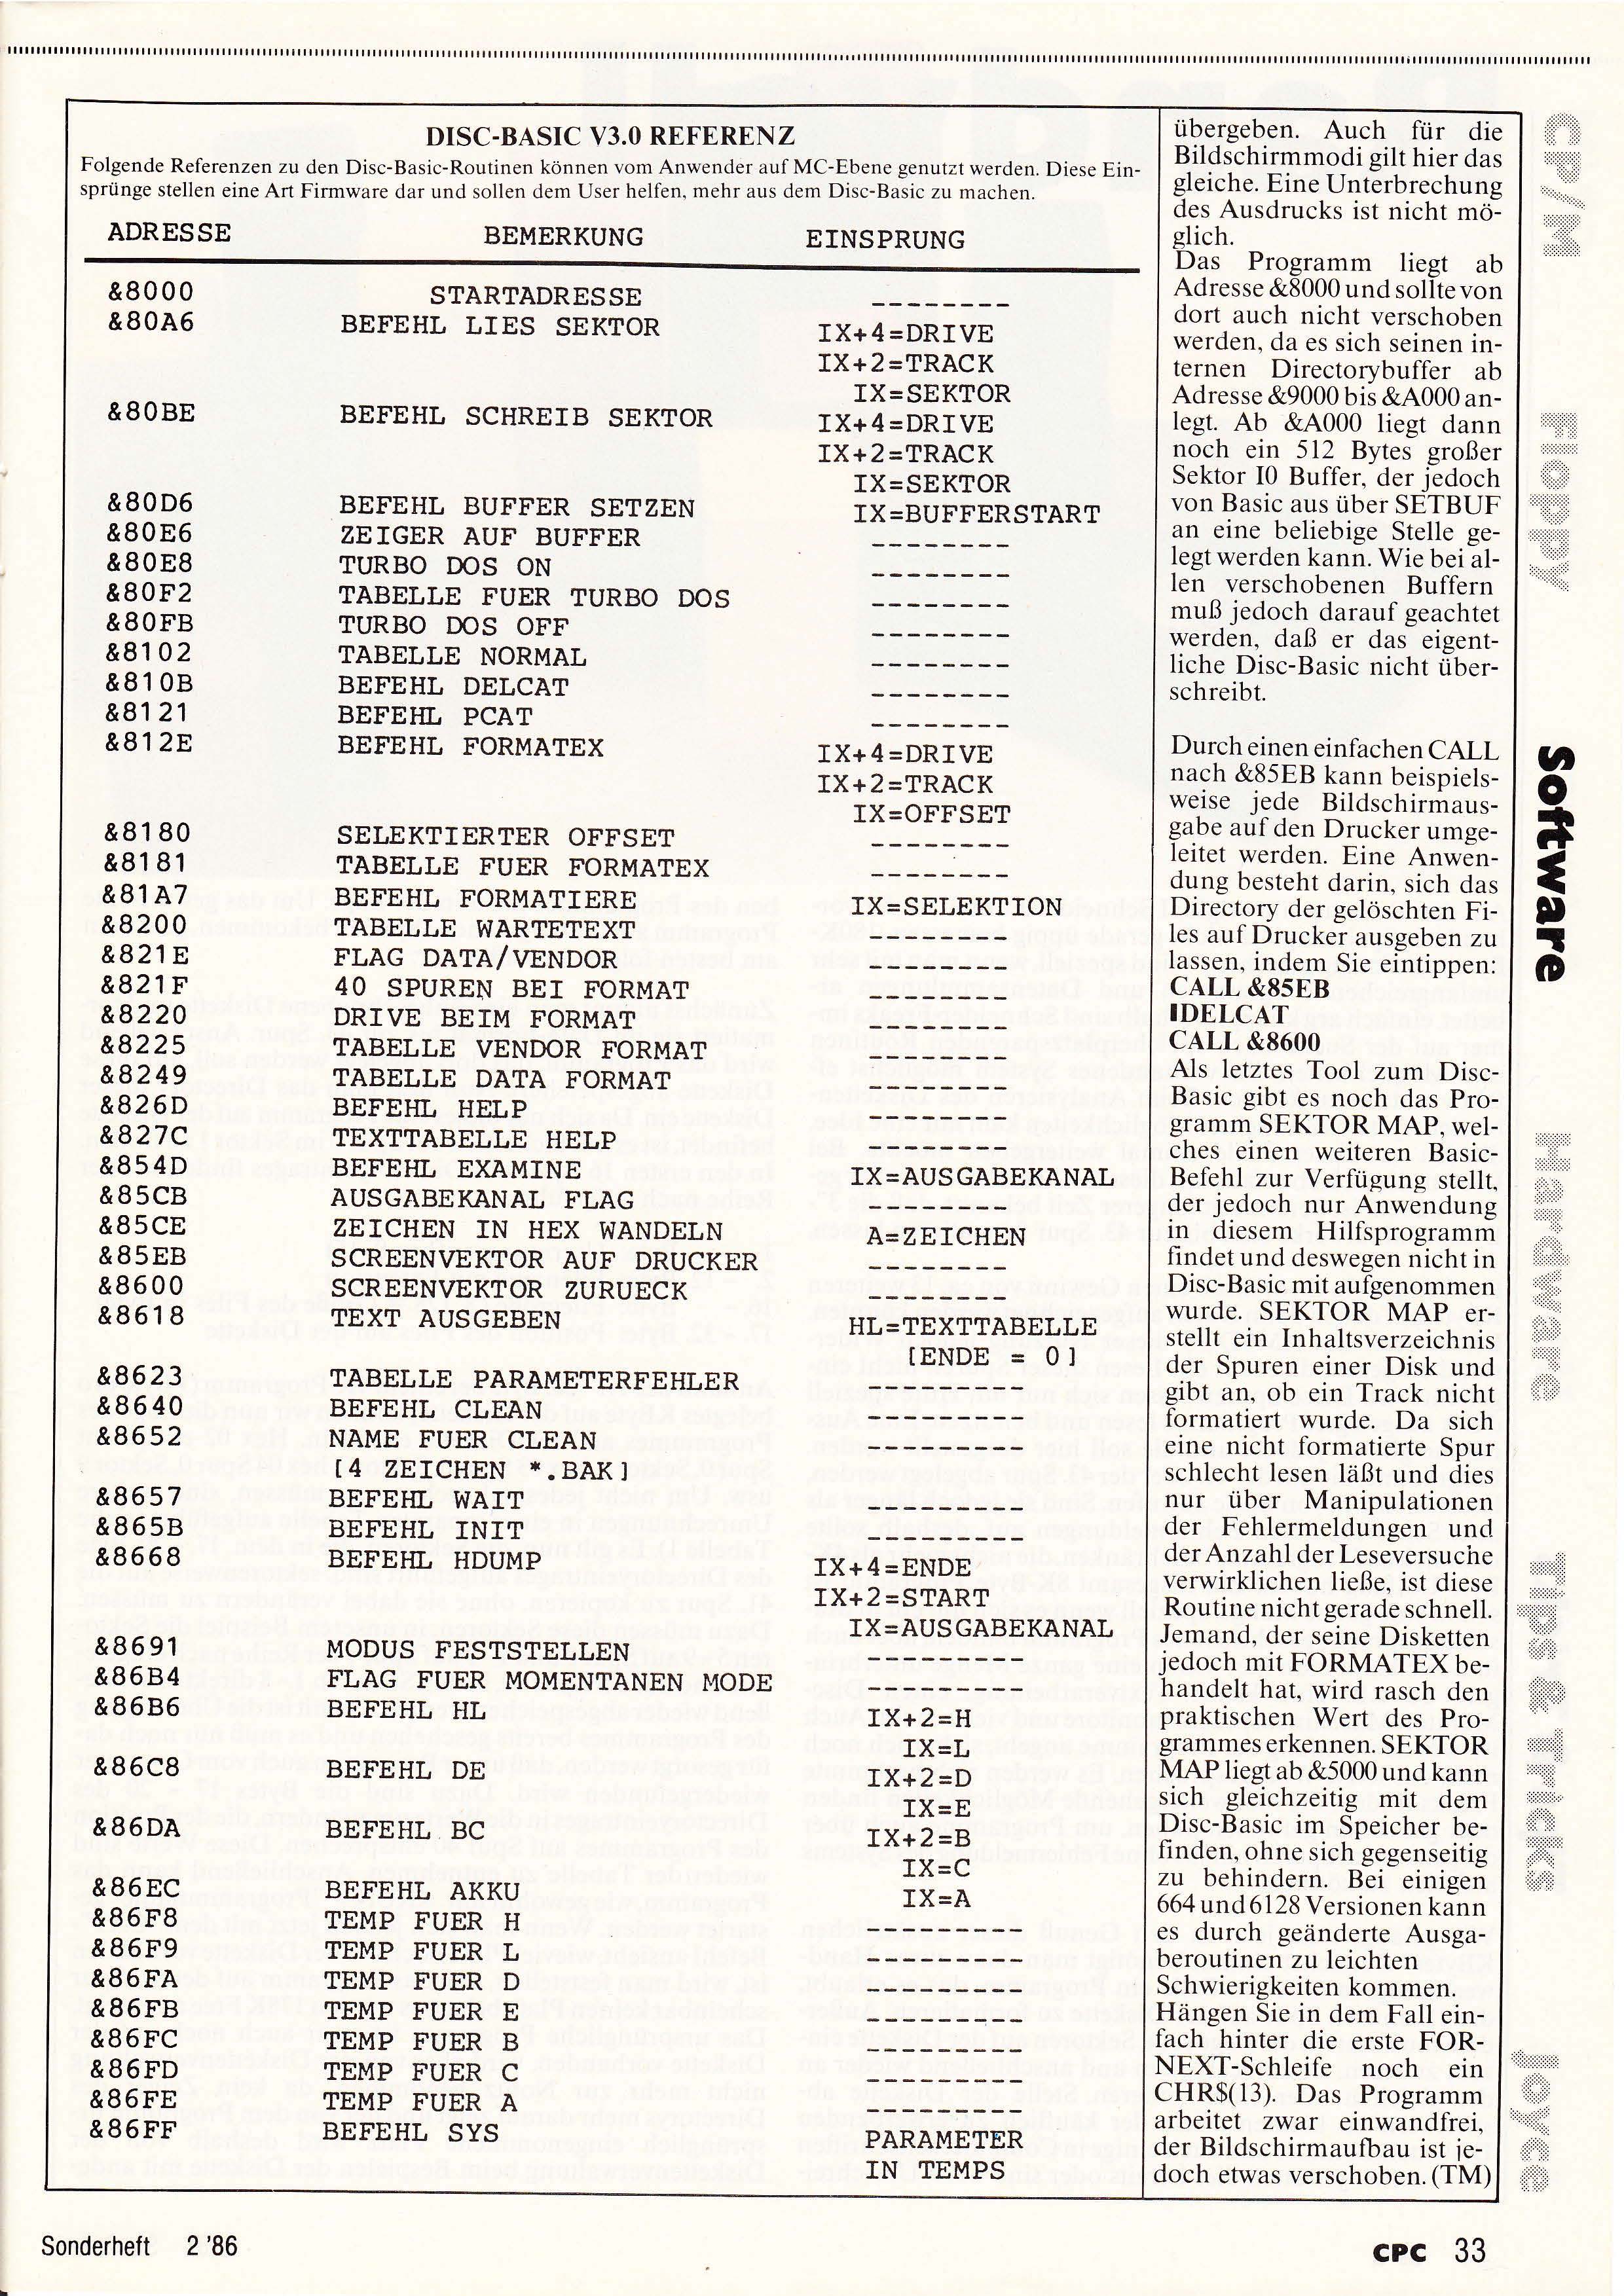 DISC-BASIC V3.0 REFERENZ
Folgende Referenzen zu den Disc-Basic-Routinen können vom Anwender auf MC-Ebene genutzt werden. Diese Ein-
sprünge stellen eine Art Firmware dar und sollen dem User helfen, mehr aus dem Disc-Basic zu machen.
ADRESSE BEMERKUNG EINSPRUNG
&8000 STARTADRESSE --------
&80A6 BEFEHL LIES SEKTOR IX+4=DRIVE
IX+2=TRACK
IX=SEKTOR
&80BE BEFEHL SCHREIB SEKTOR IX+4=DRIVE
IX+2=TRACK
IX=SEKTOR
&80D6 BEFEHL BUFFER SETZEN IX=BUFFERSTART
&80E6 ZEIGER AUF BUFFER --------
&80E8 TURBO DOS ON --------
&80F2 TABELLE FUER TURBO DOS --------
&80FB TURBO DOS OFF --------
&8102 TABELLE NORMAL --------
&810B BEFEHL DELCAT --------
&8121 BEFEHL PCAT --------
&812E BEFEHL FORMATEX IX+4=DRIVE
IX+2=TRACK
IX=OFFSET
&8180 SELEKTIERTER OFFSET --------
&8181 TABELLE FUER FORMATEX --------
&81A7 BEFEHL FORMATIERE IX=SELEKTION
&8200 TABELLE WARTETEXT --------
&821E FLAG DATA/VENDOR --------
&821F 40 SPUREN BEI FORMAT --------
&8220 DRIVE BEIM FORMAT --------
&8225 TABELLE VENDOR FORMAT --------
&8249 TABELLE DATA FORMAT --------
&826D BEFEHL HELP --------
&827C TEXTTABELLE HELP --------
&854D BEFEHL EXAMINE IX=AUSGABEKANAL
&85CB AUSGABEKANAL FLAG --------
&85CE ZEICHEN IN HEX WANDELN A=ZEICHEN
&85EB SCREENVEKTOR AUF DRUCKER --------
&8600 SCREENVEKTOR ZURUECK --------
&8618 TEXT AUSGEBEN HL=TEXTTABELLE
[ENDE = 0]
&8623 TABELLE PARAMETERFEHLER --------
&8640 BEFEHL CLEAN --------
&8652 NAME FUER CLEAN --------
[4 ZEICHEN *.BAK]
&8657 BEFEHL WAIT --------
&865B BEFEHL INIT --------
&8668 BEFEHL HDUMP IX+4=ENDE
IX+2=START
IX=AUSGABEKANAL
&8691 MODUS FESTSTELLEN --------
&86B4 FLAG FUER MOMENTANEN MODE --------
&86B6 BEFEHL HL IX+2=H
IX=L
&86C8 BEFEHL DE IX+2=D
IX=E
&86DA BEFEHL BC IX+2=B
IX=C
&86EC BEFEHL AKKU IX=A
&86F8 TEMP FUER H --------
&86F9 TEMP FUER L --------
&86FA TEMP FUER D --------
&86FB TEMP FUER E --------
&86FC TEMP FUER B --------
&86FD TEMP FUER C --------
&86FE TEMP FUER A --------
&86FF BEFEHL SYS PARAMETER
IN TEMPS
übergeben. Auch für die
Bildschirmmodi gilt hier das
gleiche. Eine Unterbrechung
des Ausdrucks ist nicht mö-
glich.
Das Programm liegt ab
Adresse &8000 und sollte von
dort auch nicht verschoben
werden, da es sich seinen in-
ternen Directorybuffer ab
Adresse &9000 bis &A000 an-
legt. Ab &A000 liegt dann
noch ein 512 Bytes großer
Sektor I0 Buffer, der jedoch
von Basic aus über SETBUF
an eine beliebige Stelle ge-
legt werden kann. Wie bei al-
len verschobenen Buffern
muß jedoch darauf geachtet
werden, daß er das eigent-
liche Disc-Basic nicht über-
schreibt.
Durch einen einfachen CALL
nach &85EB kann beispiels-
weise jede Bildschirmaus-
gabe auf den Drucker umge-
leitet werden. Eine Anwen-
dung besteht darin, sich das
Directory der gelöschten Fi-
les auf Drucker ausgeben zu
lassen, indem Sie eintippen:
CALL &85EB
|DELCAT
CALL &8600
Als letztes Tool zum Disc-
Basic gibt es noch das Pro-
gramm SEKTOR MAP, wel-
ches einen weiteren Basic-
Befehl zur Verfügung stellt,
der jedoch nur Anwendung
in diesem Hilfsprogramm
findet und deswegen nicht in
Disc-Basic mit aufgenommen
wurde. SEKTOR MAP er-
stellt ein Inhaltsverzeichnis
der Spuren einer Disk und
gibt an, ob ein Track nicht
formatiert wurde. Da sich
eine nicht formatierte Spur
schlecht lesen läßt und dies
nur über Manipulationen
der Fehlermeldungen und
der Anzahl der Leseversuche
verwirklichen ließe, ist diese
Routine nicht gerade schnell.
Jemand, der seine Disketten
jedoch mit FORMATEX be-
handelt hat, wird rasch den
praktischen Wert des Pro-
grammes erkennen. SEKTOR
MAP liegt ab &5000 und kann
sich gleichzeitig mit dem
Disc-Basic im Speicher be-
finden, ohne sich gegenseitig
zu behindern. Bei einigen
664 und 6128 Versionen kann
es durch geänderte Ausga-
beroutinen zu leichten
Schwierigkeiten kommen.
Hängen Sie in dem Fall ein-
fach hinter die erste FOR-
NEXT-Schleife noch ein
CHR$(13). Das Programm
arbeitet zwar einwandfrei,
der Bildschirmaufbau ist je-
doch etwas verschoben. (TM)
CP/M
Floppy
Software
Hardware
Tips & Tricks
Joyce
Sonderheft 2 '86
CPC 33